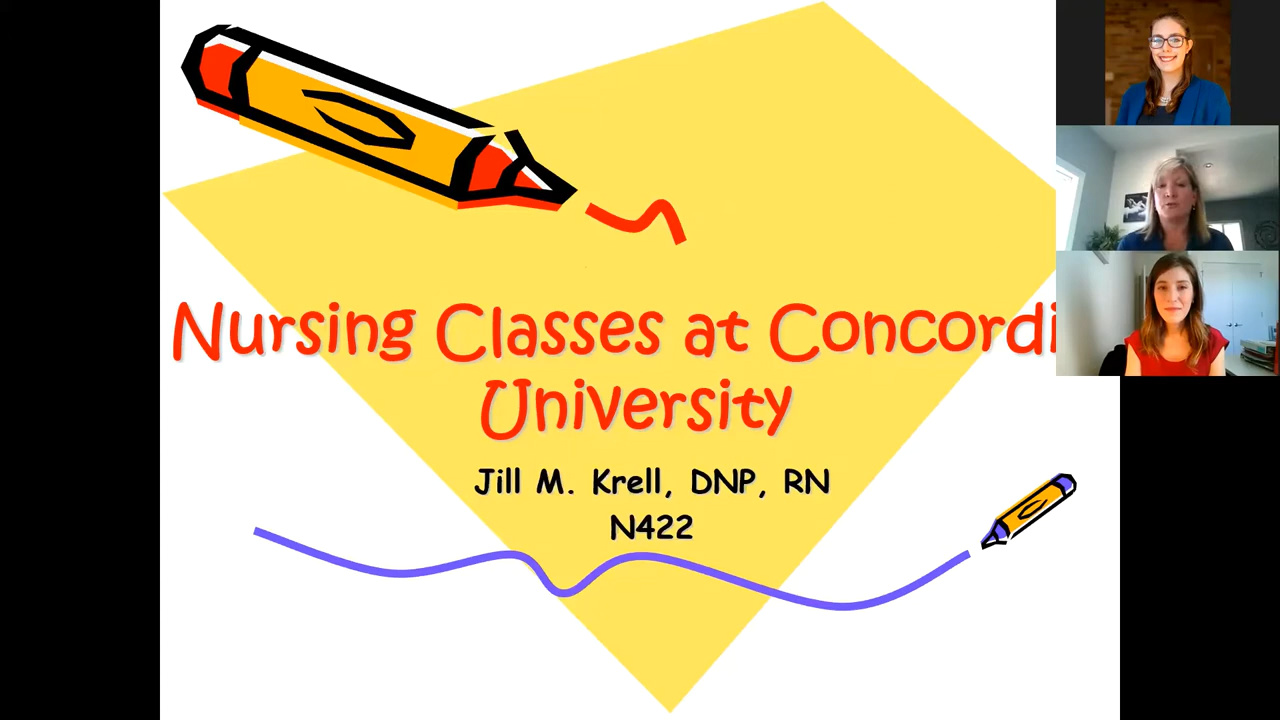 Nursing Classes at Concordi
University
Jill M. Krell, DNP, RN
N422